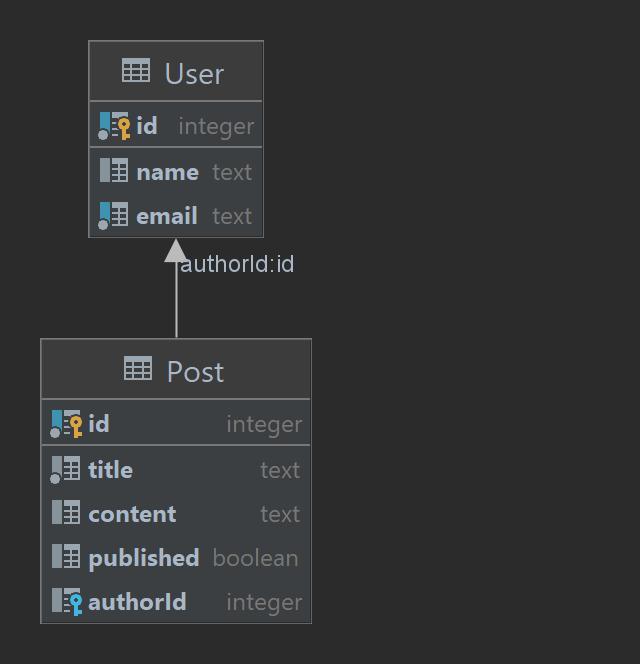 User
id integer
name text
email text
authorId:id
Post
id integer
title text
content text
published boolean
authorId integer